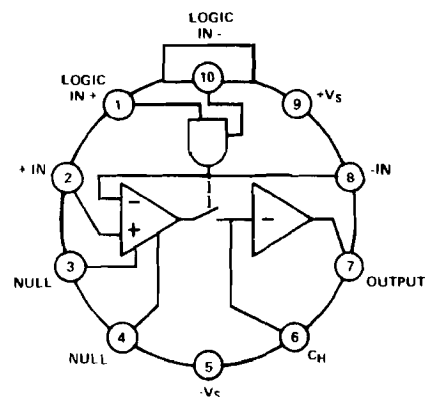 LOGIC
IN -
LOGIC
IN +
10
1
9
+VS
+ IN
2
8
-IN
-
+
-
3
NULL
7
OUTPUT
4
NULL
6
CH
5
-VS